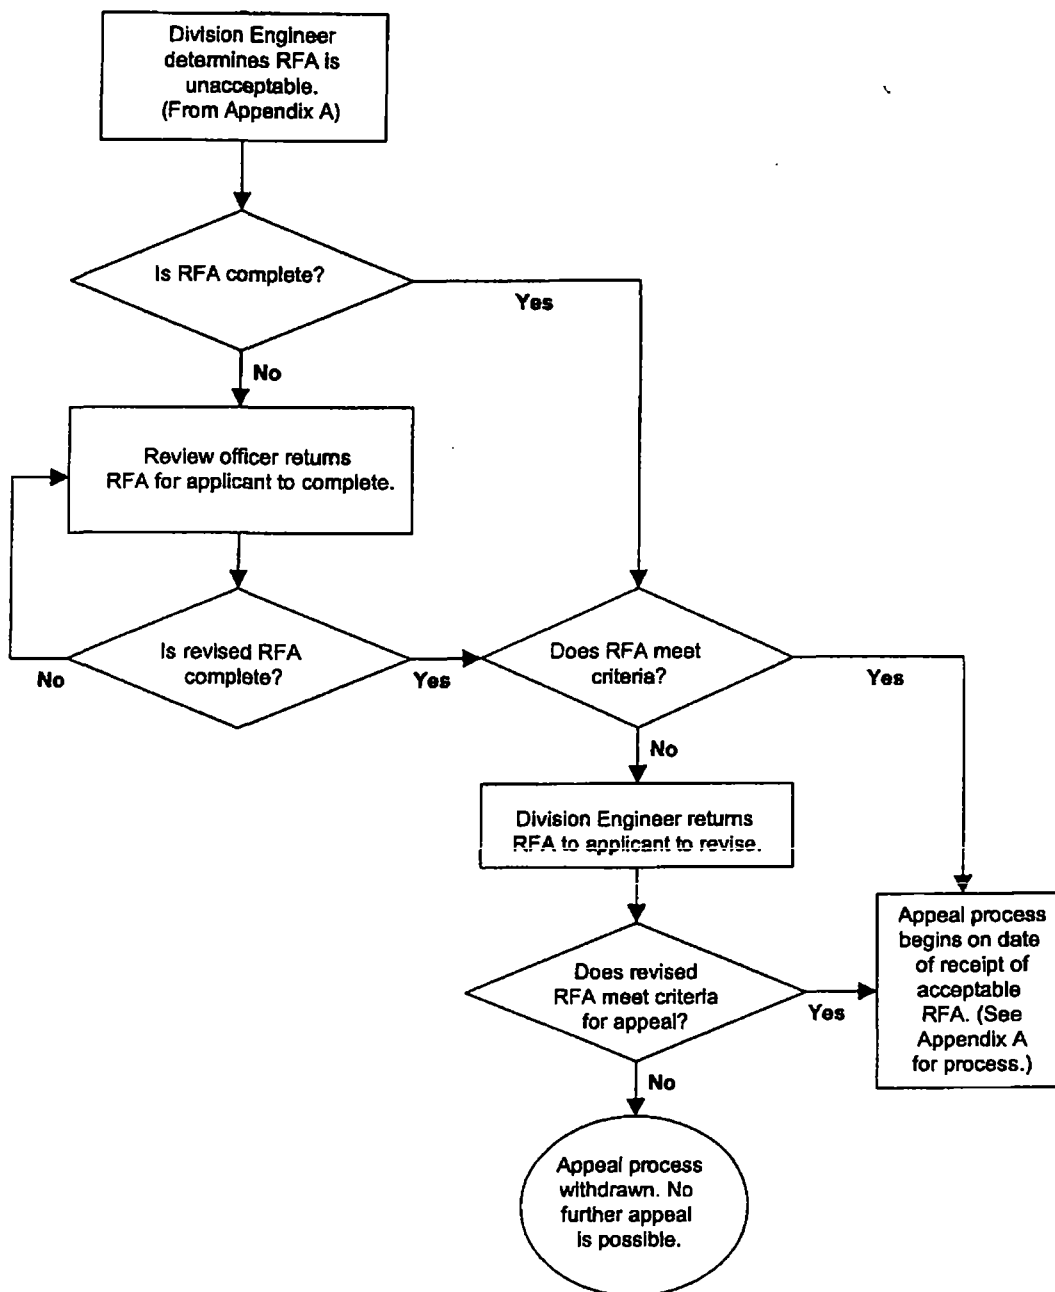 Division Engineer
determines RFA is
unacceptable.
(From Appendix A)
Is RFA complete?
Yes
No
Review officer returns
RFA for applicant to complete.
Is revised RFA
complete?
No
Yes
Does RFA meet
criteria?
Yes
No
Division Engineer returns
RFA to applicant to revise.
Does revised
RFA meet criteria
for appeal?
Yes
No
Appeal process
begins on date
of receipt of
acceptable
RFA. (See
Appendix A
for process.)
Appeal process
withdrawn. No
further appeal
is possible.